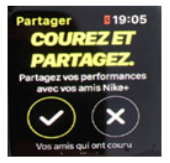 Partager 19:05
COUREZ ET
PARTAGEZ.
Partagez vos performances
avec vos amis Nike+
Vos amis qui ont couru